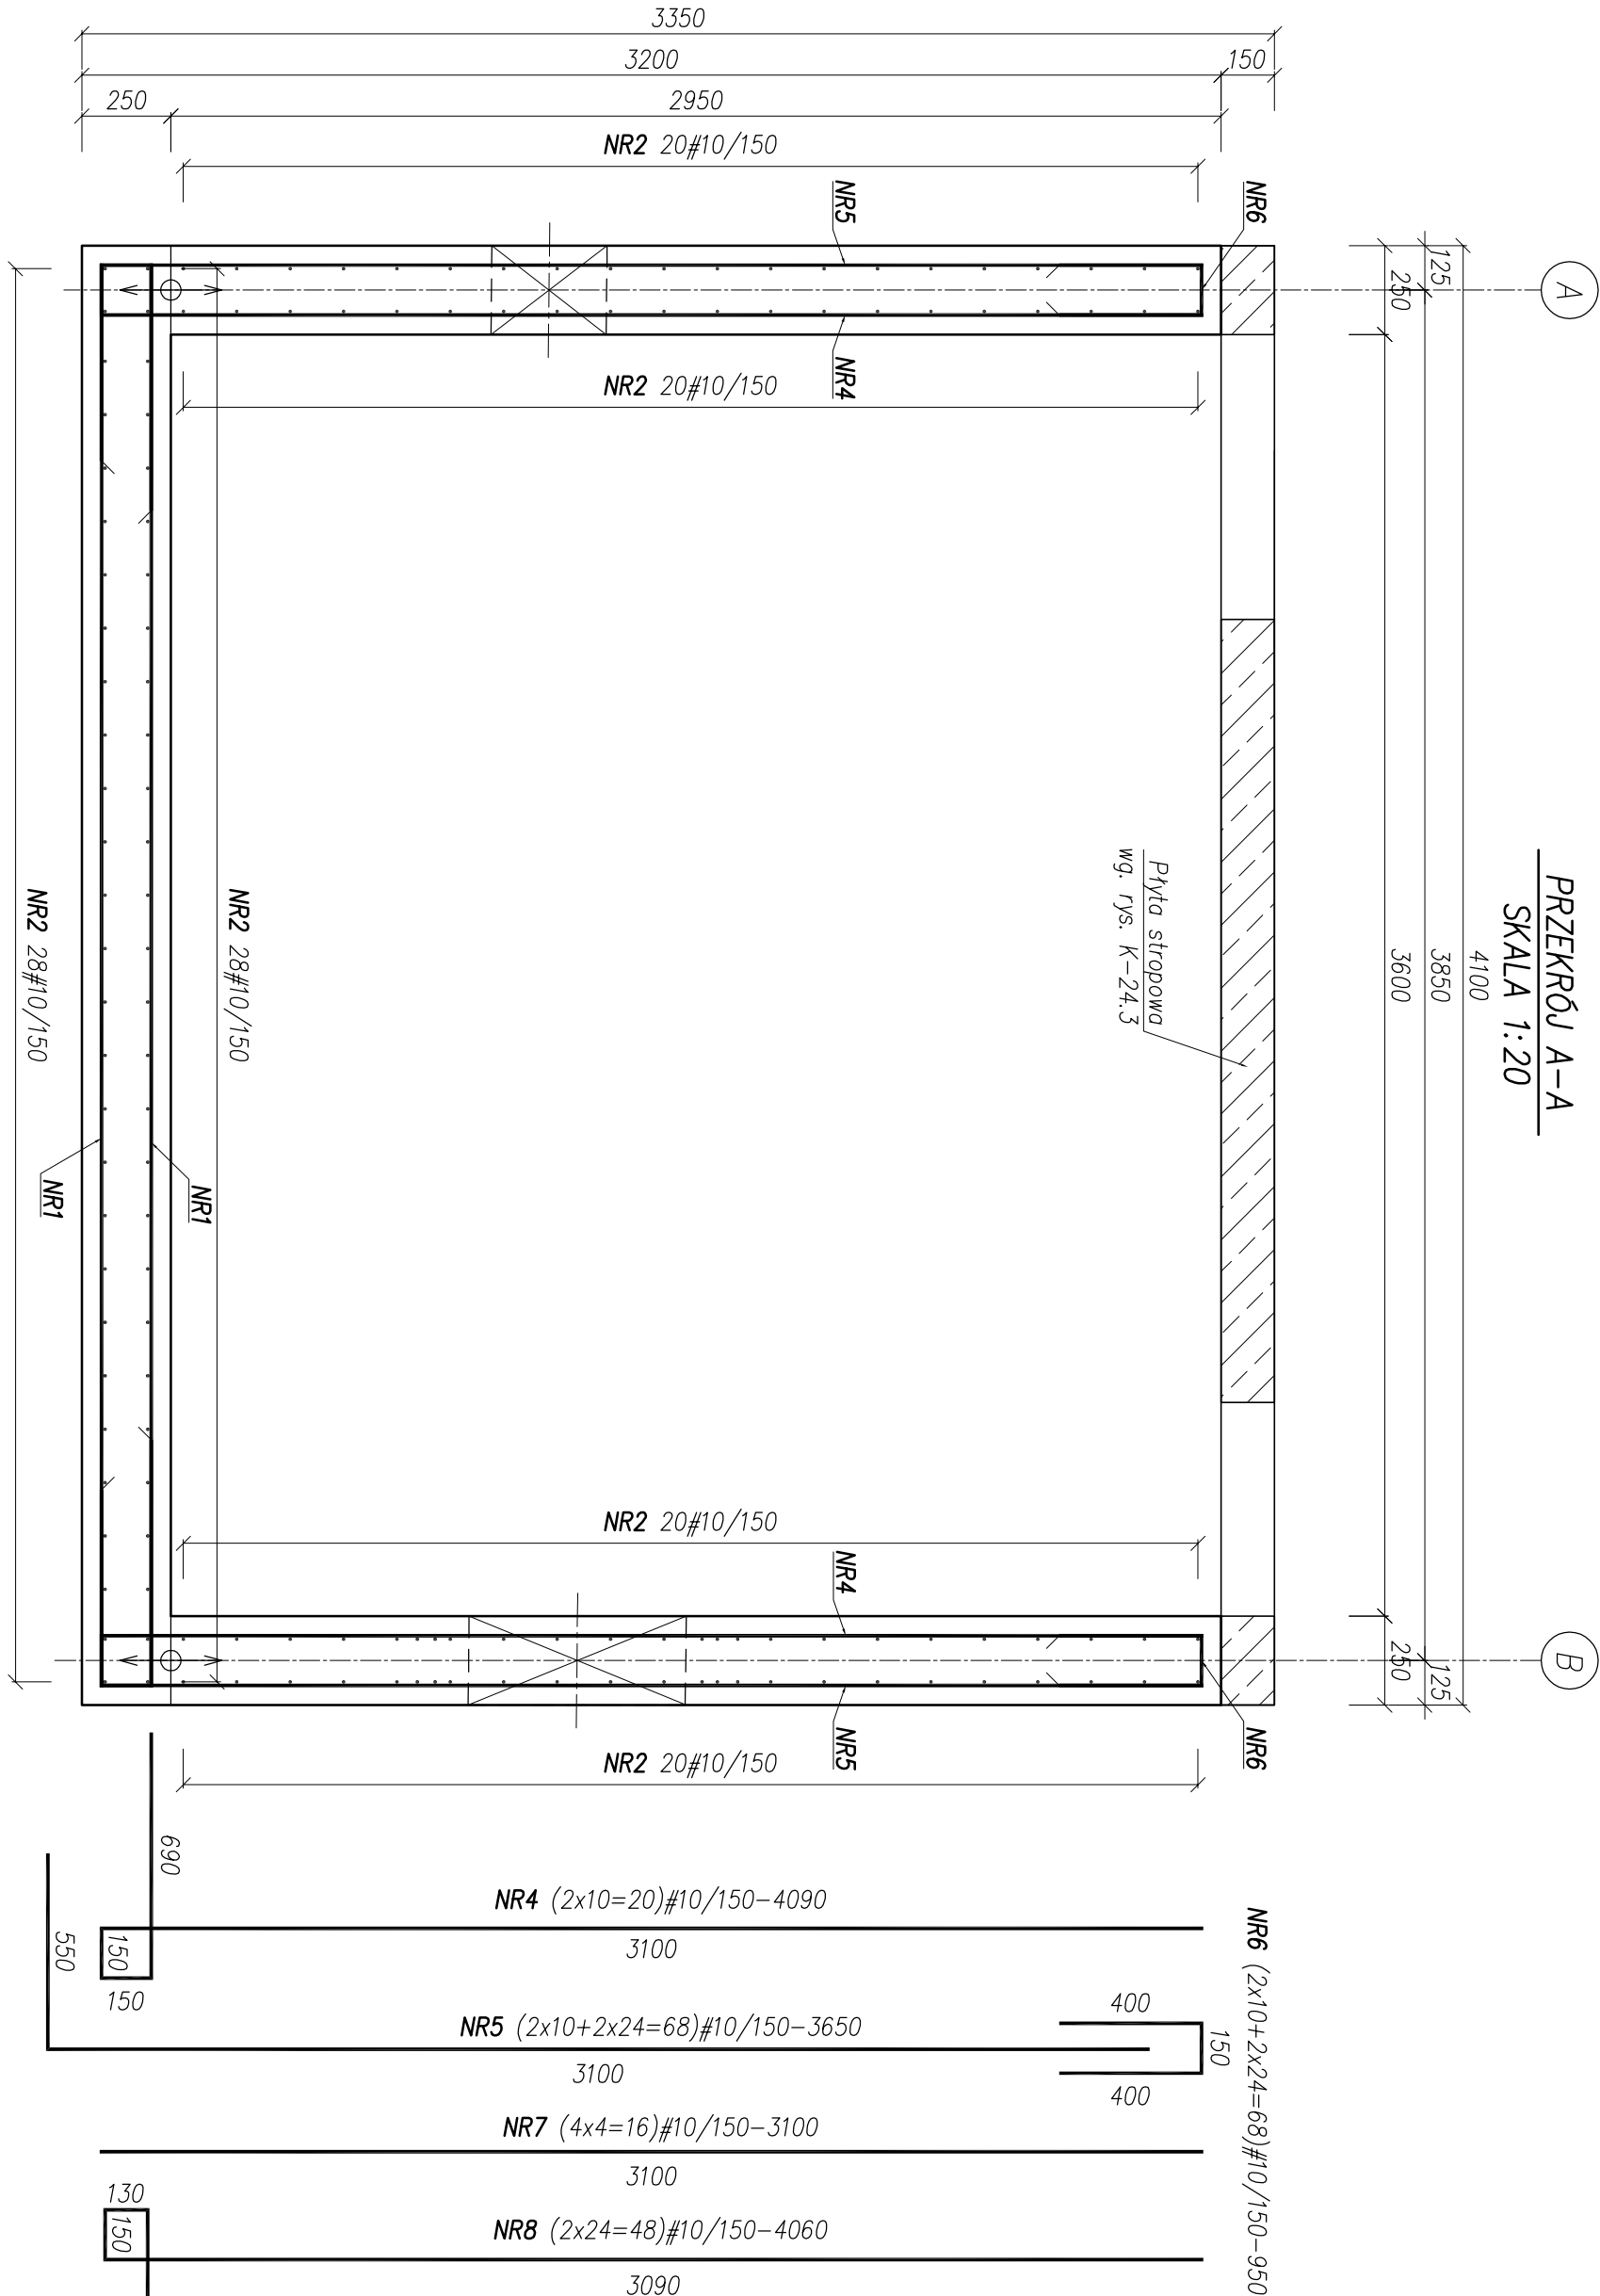 PRZEKRÓJ A-A
SKALA 1:20
3350
3200
150
250
2950
NR2 20#10/150
NR5
NR6
125
250
A
NR4
NR2 20#10/150
4100
3850
3600
Płyta stropowa
wg. rys. K-24.3
NR2 28#10/150
NR2 28#10/150
NR1
NR1
NR2 20#10/150
NR4
250
125
B
NR5
NR6
NR2 20#10/150
690
NR4 (2x10=20)#10/150-4090
3100
150
150
550
NR5 (2x10+2x24=68)#10/150-3650
3100
NR6 (2x10+2x24=68)#10/150-950
400
150
400
NR7 (4x4=16)#10/150-3100
3100
130
150
NR8 (2x24=48)#10/150-4060
3090